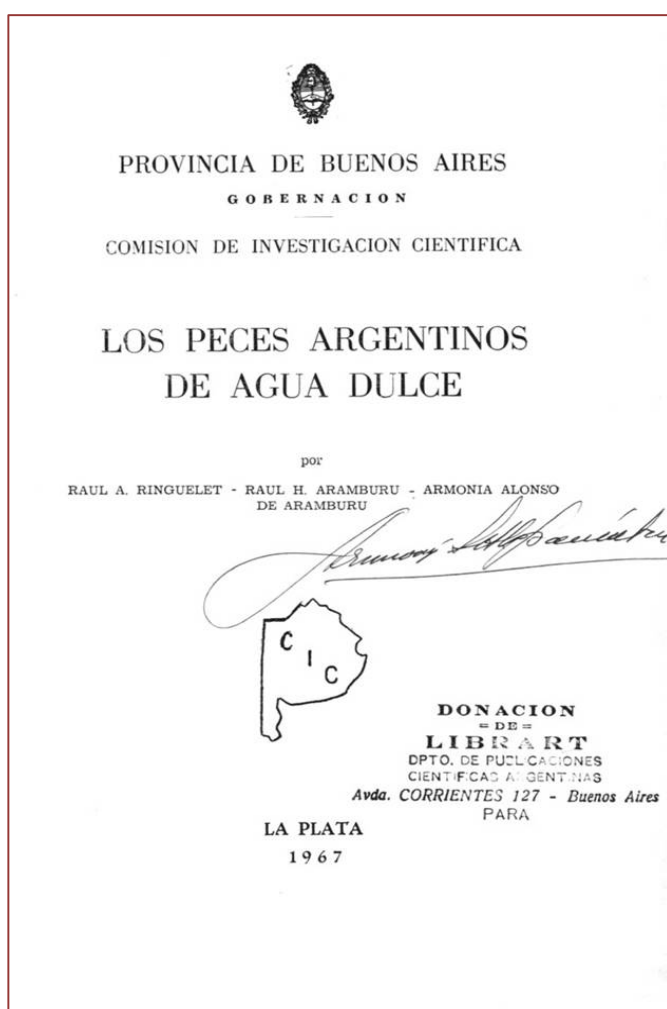 PROVINCIA DE BUENOS AIRES
GOBERNACION
COMISION DE INVESTIGACION CIENTIFICA
LOS PECES ARGENTINOS
DE AGUA DULCE
por
RAUL A. RINGUELET - RAUL H. ARAMBURU - ARMONIA ALONSO
DE ARAMBURU
C
I
C
DONACION
= DE =
LIBRART
DPTO. DE PUBLICACIONES
CIENTIFICAS ARGENTINAS
Avda. CORRIENTES 127 - Buenos Aires
PARA
LA PLATA
1967